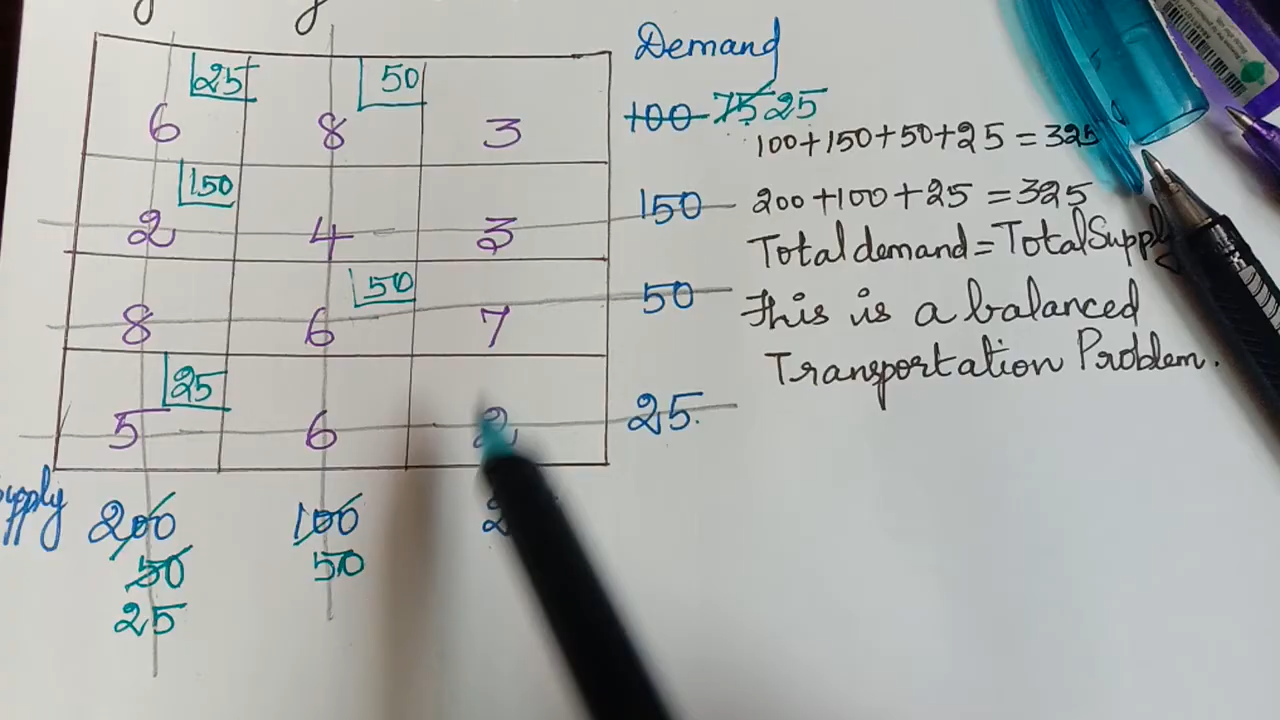 Demand
25 50
6 8 3 100 75 25
100+150+50+25 = 325
150
2 4 3 150
200+100+25 = 325
Total demand = Total Supply
50
8 6 7 50
This is a balanced
Transportation Problem.
25
5 6 2 25.
200 100
50 50
25